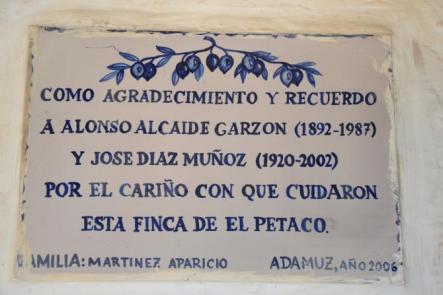 COMO AGRADECIMIENTO Y RECUERDO
A ALONSO ALCAIDE GARZON (1892-1987)
Y JOSE DIAZ MUÑOZ (1920-2002)
POR EL CARIÑO CON QUE CUIDARON
ESTA FINCA DE EL PETACO.
FAMILIA: MARTINEZ APARICIO ADAMUZ, AÑO 2006